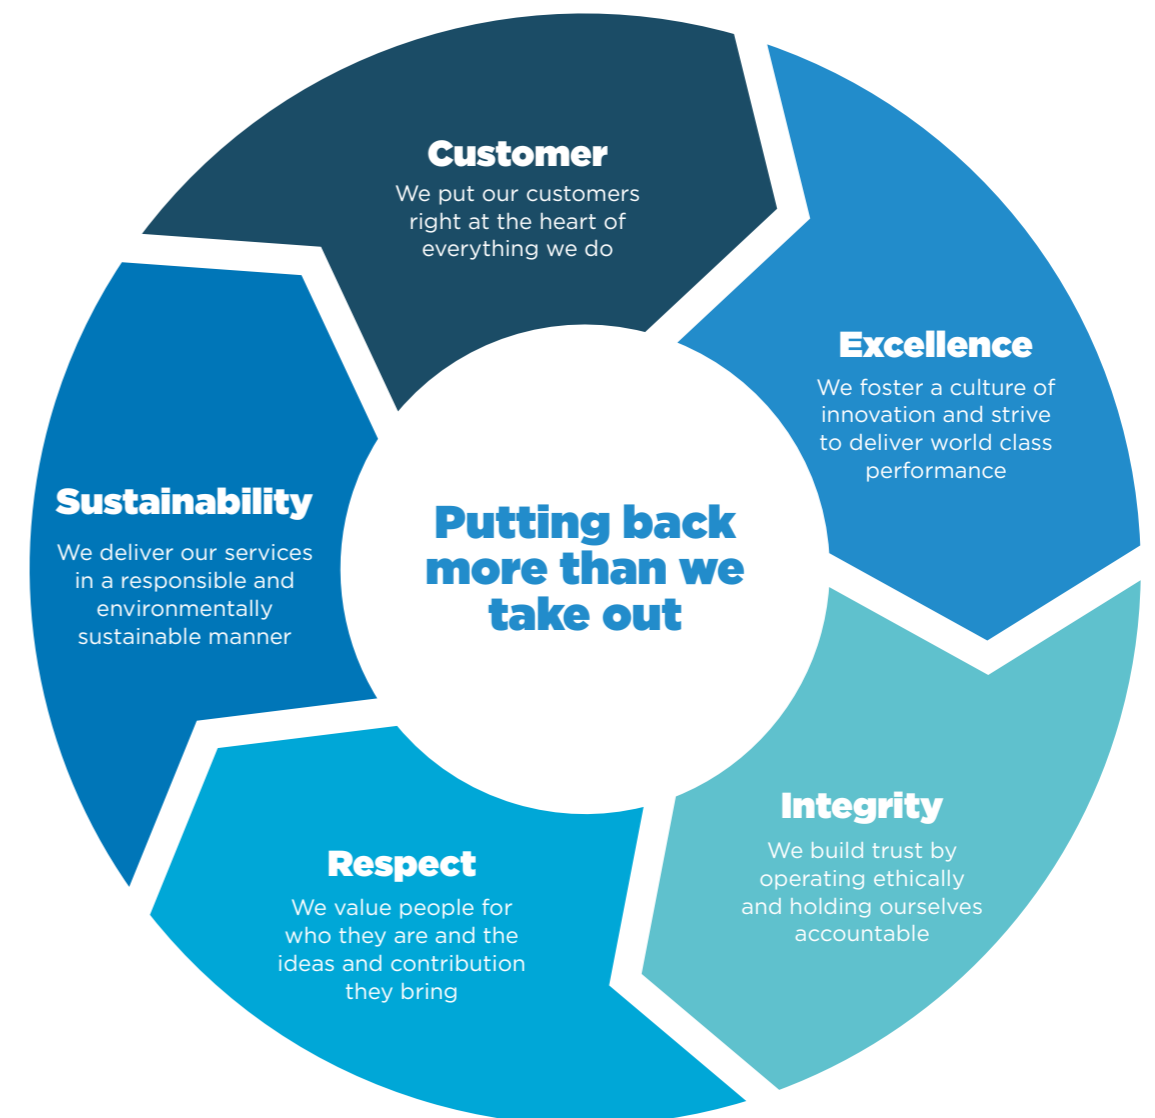 Customer
We put our customers
right at the heart of
everything we do
Excellence
We foster a culture of
innovation and strive
to deliver world class
performance
Integrity
We build trust by
operating ethically
and holding ourselves
accountable
Respect
We value people for
who they are and the
ideas and contribution
they bring
Sustainability
We deliver our services
in a responsible and
environmentally
sustainable manner
Putting back
more than we
take out